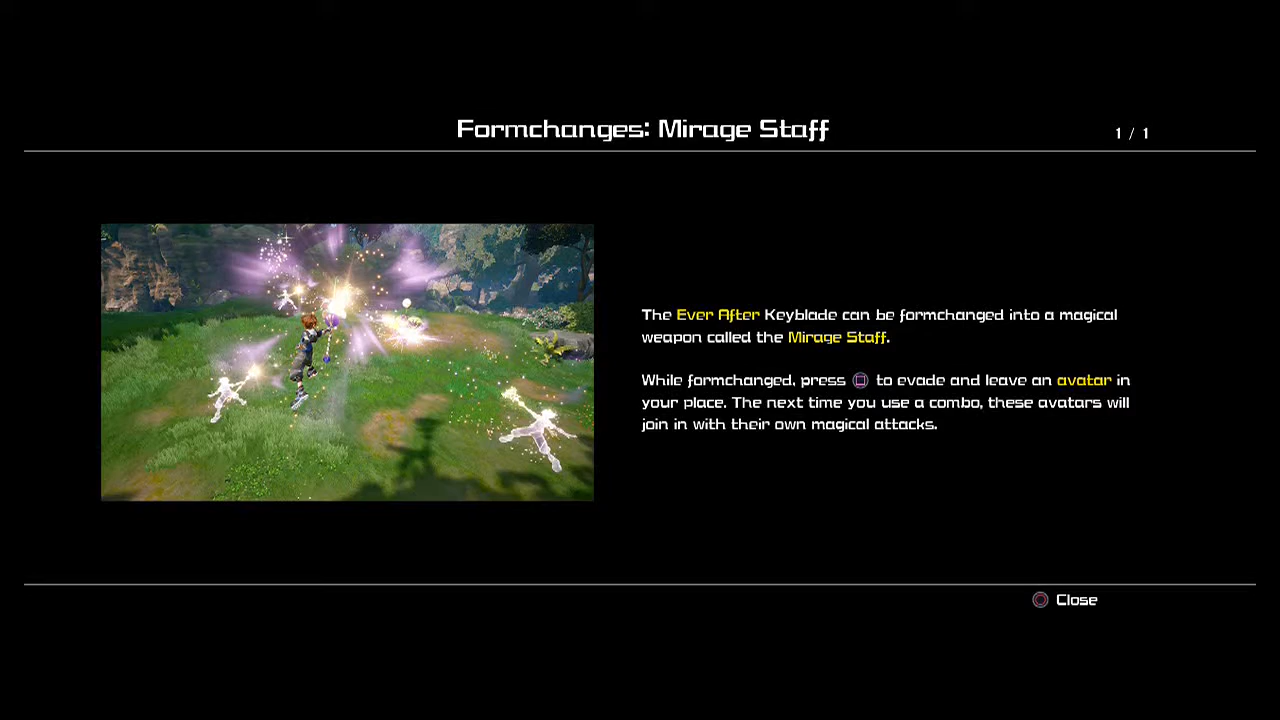 Formchanges: Mirage Staff
1 / 1
The Ever After Keyblade can be formchanged into a magical
weapon called the Mirage Staff.
While formchanged, press to evade and leave an avatar in
your place. The next time you use a combo, these avatars will
join in with their own magical attacks.
Close